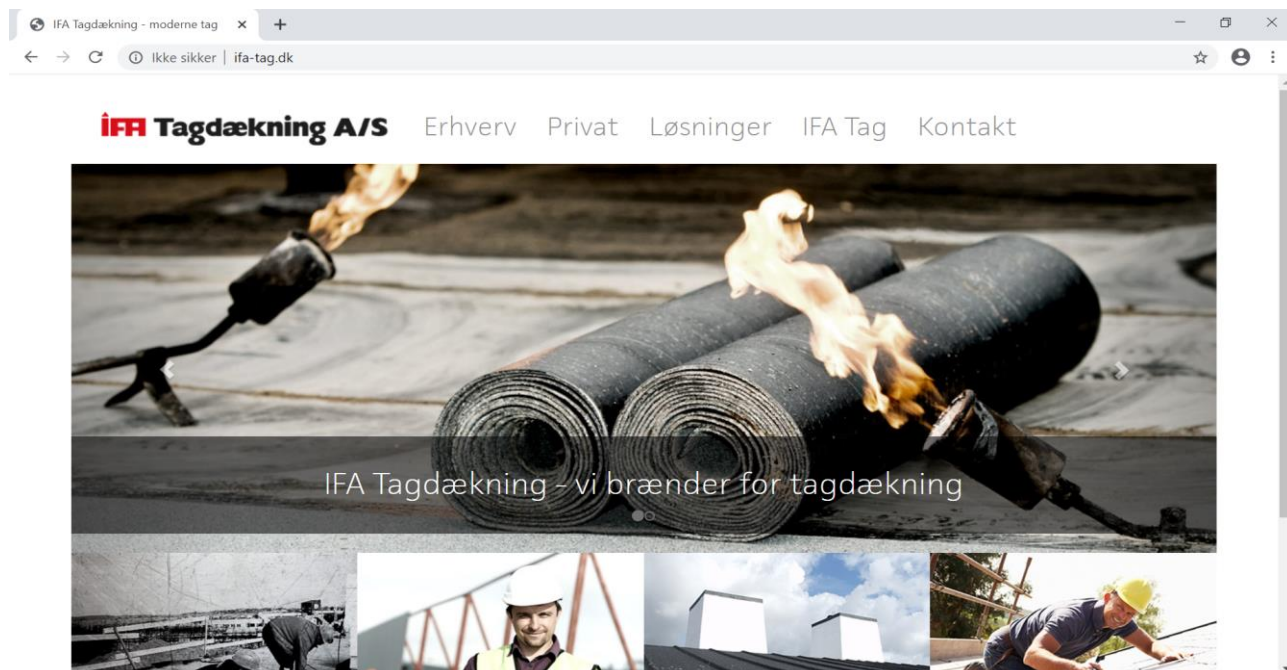 IFA Tagdækning - moderne tag
Ikke sikker | ifa-tag.dk
IFA Tagdækning A/S Erhverv Privat Løsninger IFA Tag Kontakt
IFA Tagdækning - vi brænder for tagdækning